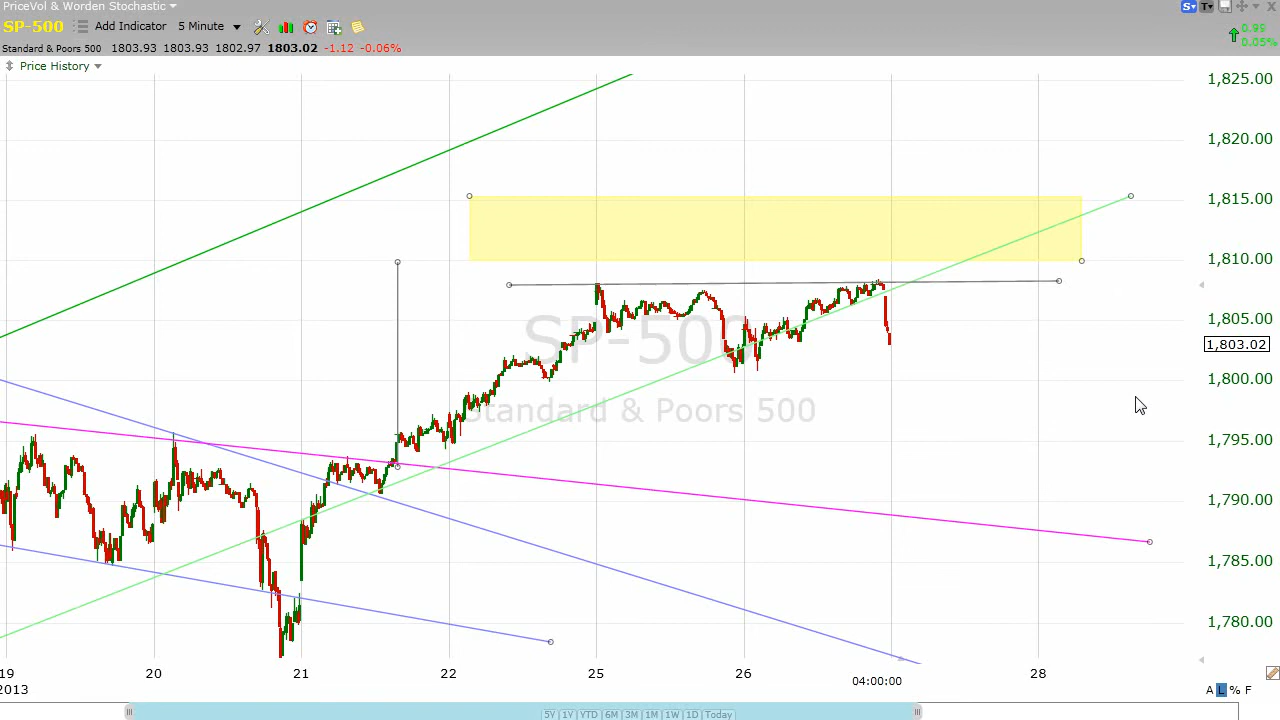 PriceVol & Worden Stochastic
S T
SP-500 Add Indicator 5 Minute
0.99
0.05%
Standard & Poors 500 1803.93 1803.93 1802.97 1803.02 -1.12 -0.06%
Price History
1,825.00
1,820.00
1,815.00
1,810.00
1,805.00
SP-500
1,803.02
1,800.00
Standard & Poors 500
1,795.00
1,790.00
1,785.00
1,780.00
19 20 21 22 25 26 28
2013
04:00:00
A L % F
5Y 1Y YTD 6M 3M 1M 1W 1D Today